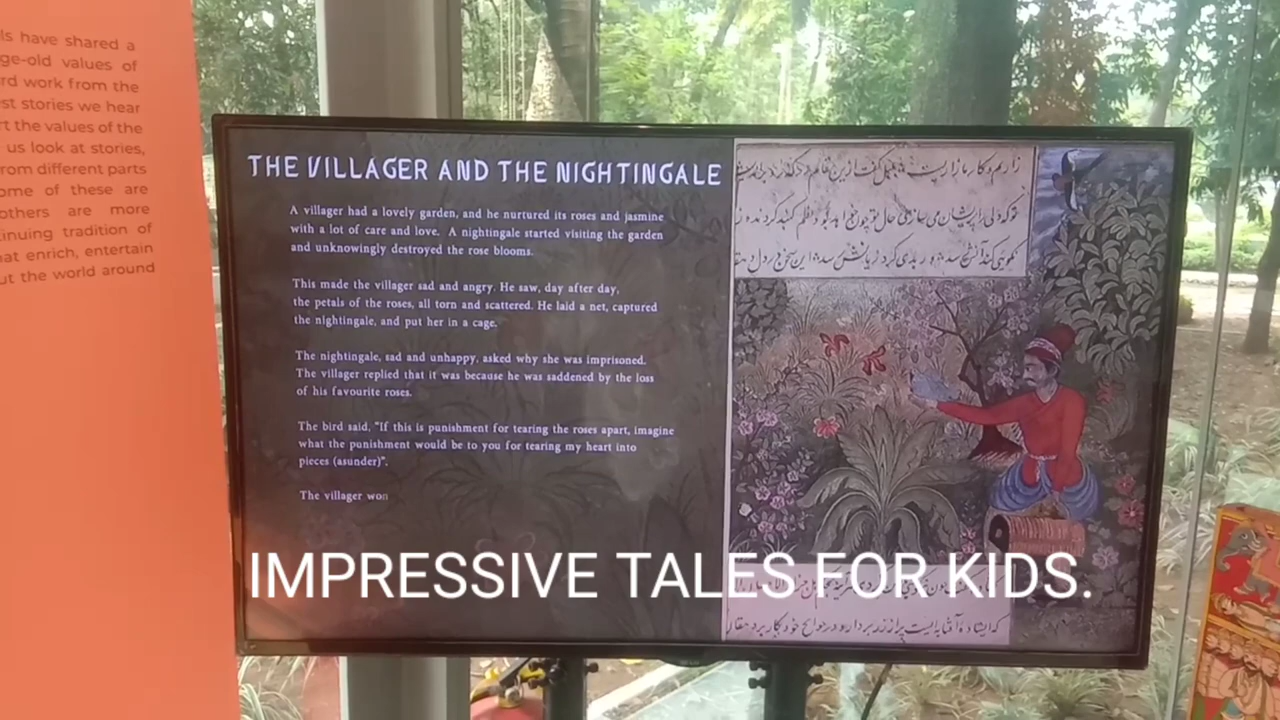 ls have shared a
ge-old values of
rd work from the
st stories we hear
rt the values of the
us look at stories,
rom different parts
ome of these are
others are more
inuing tradition of
at enrich, entertain
ut the world around
THE VILLAGER AND THE NIGHTINGALE
A villager had a lovely garden, and he nurtured its roses and jasmine
with a lot of care and love. A nightingale started visiting the garden
and unknowingly destroyed the rose blooms.
This made the villager sad and angry. He saw, day after day,
the petals of the roses, all torn and scattered. He laid a net, captured
the nightingale, and put her in a cage.
The nightingale, sad and unhappy, asked why she was imprisoned.
The villager replied that it was because he was saddened by the loss
of his favourite roses.
The bird said, "If this is punishment for tearing the roses apart, imagine
what the punishment would be to you for tearing my heart into
pieces (asunder)".
The villager won
IMPRESSIVE TALES FOR KIDS.